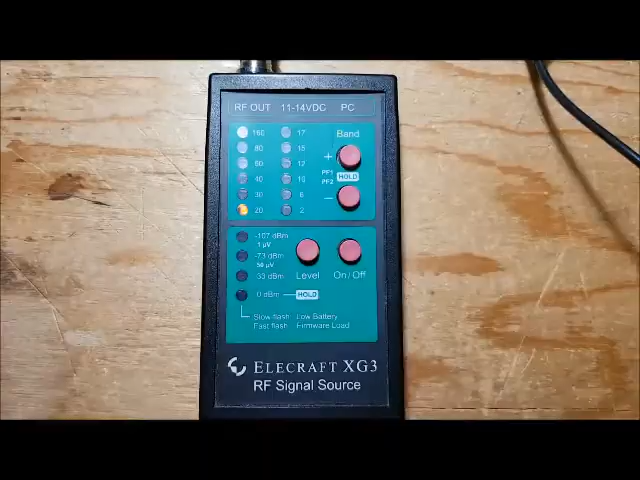 RF OUT 11-14VDC PC
160 17 Band
80 15 +
60 12 PF1 HOLD
40 10 PF2
30 6 −
20 2
-107 dBm
1 µV
-73 dBm
50 µV
-33 dBm Level On/Off
0 dBm HOLD
Slow flash Low Battery
Fast flash Firmware Load
ELECRAFT XG3
RF Signal Source